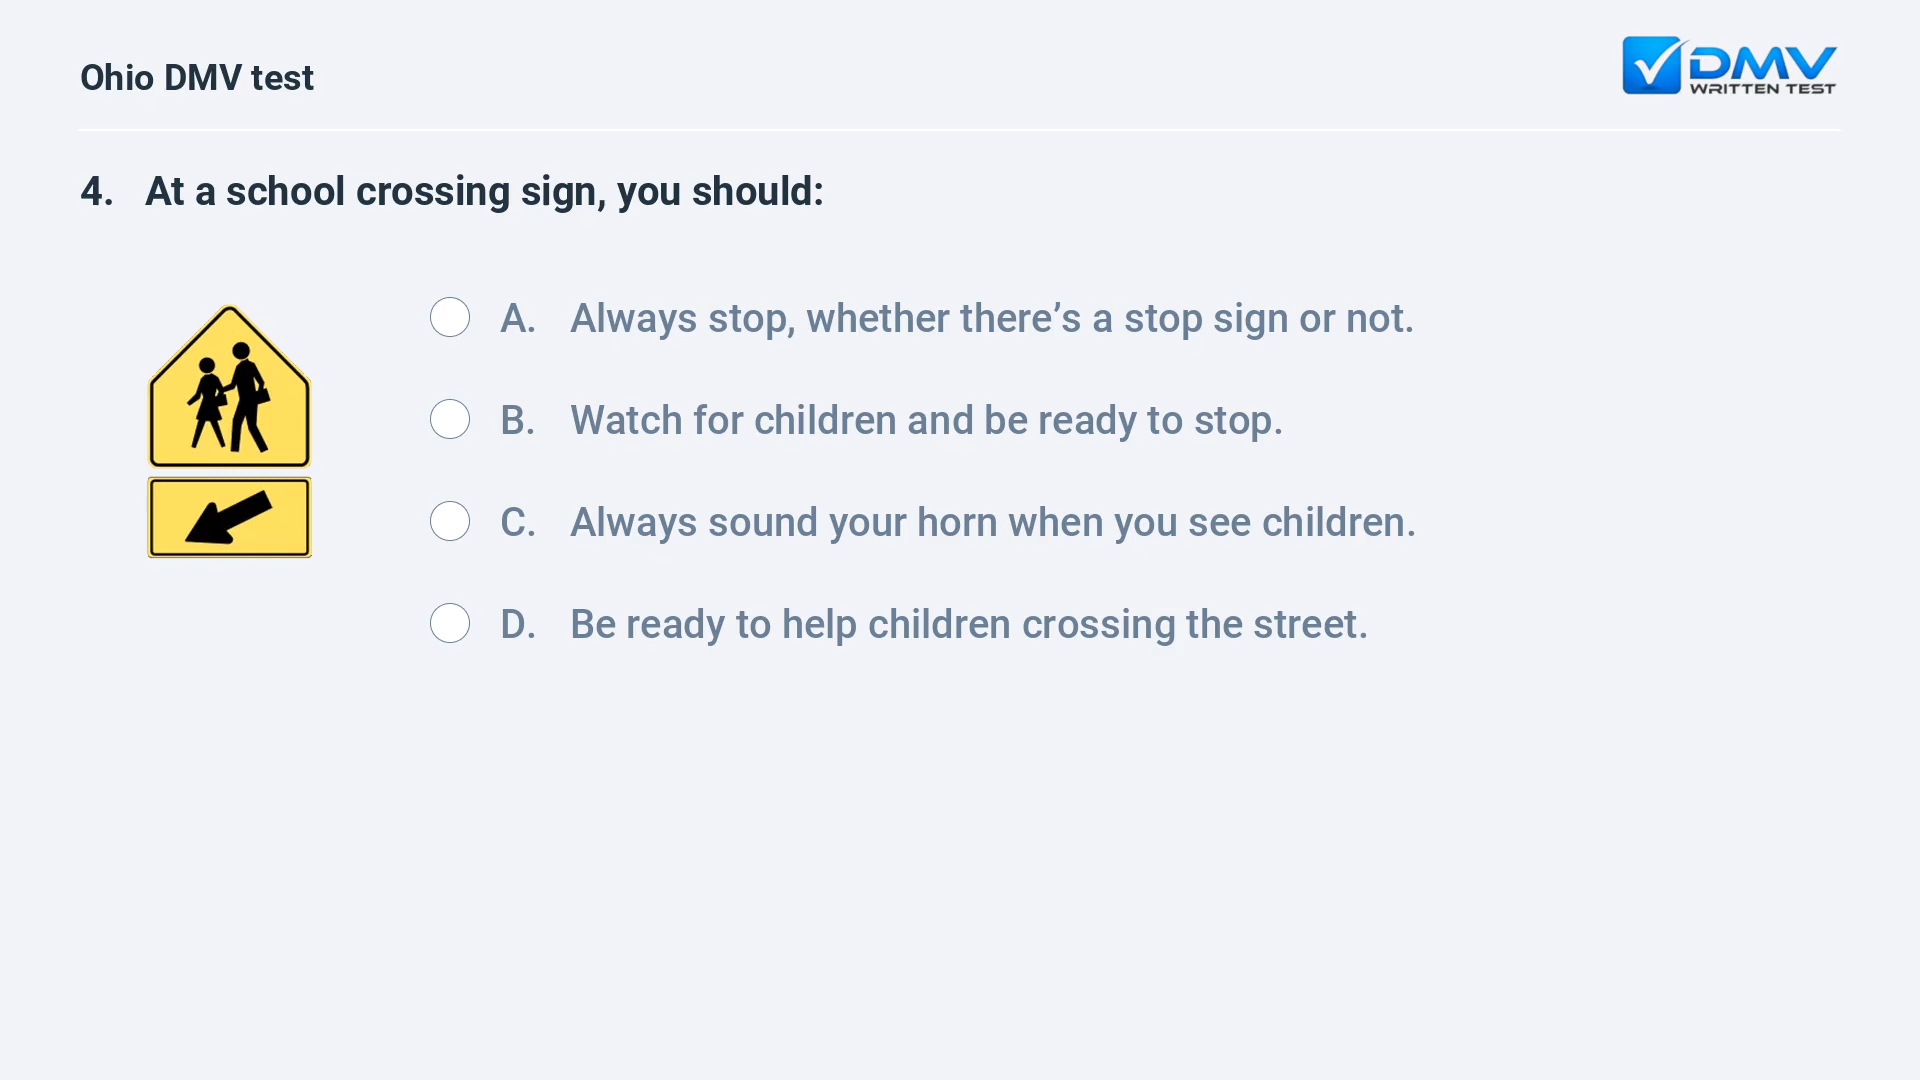 Ohio DMV test
DMV
WRITTEN TEST
4. At a school crossing sign, you should:
A. Always stop, whether there’s a stop sign or not.
B. Watch for children and be ready to stop.
C. Always sound your horn when you see children.
D. Be ready to help children crossing the street.